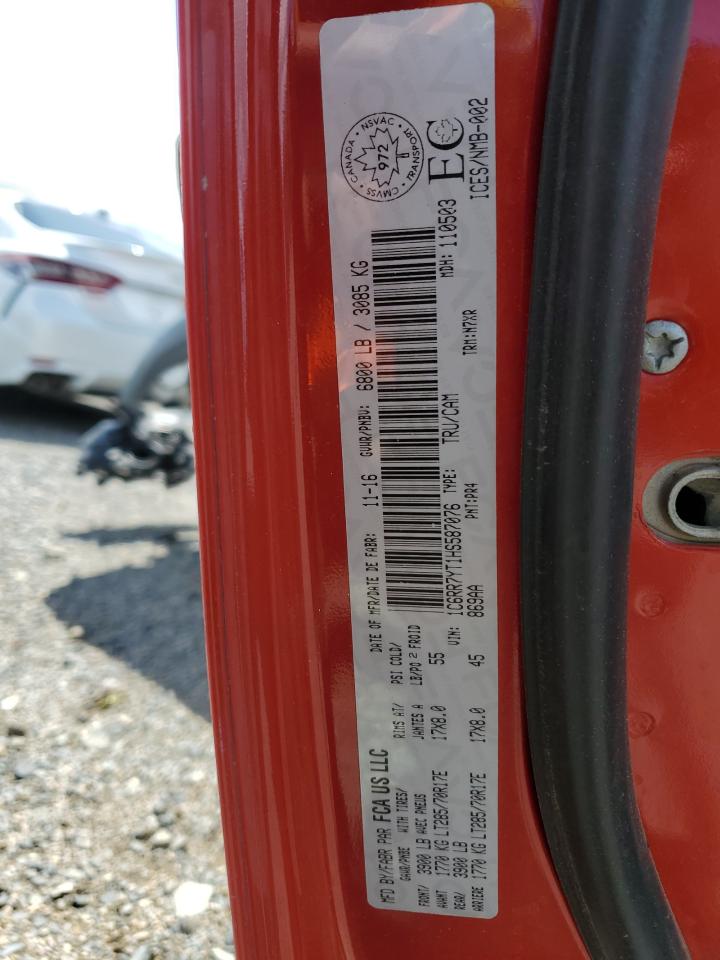 MFD BY/FABR PAR FCA US LLC
DATE OF MFR/DATE DE FABR: 11-16 GVWR/PNBV: 6800 LB / 3085 KG
GWAR/PNBE WITH TIRES/ RIMS AT/ PSI COLD/
AVEC PNEUS JANTES A LB/PO 2 FROID
FRONT/ 3900 LB
AVANT 1770 KG LT285/70R17E 17X8.0 55
REAR/ 3900 LB
ARRIERE 1770 KG LT285/70R17E 17X8.0 45
VIN: 1C6RR7YT1HS587076 TYPE: TRU/CAM MDH: 110503
869AA PNT:PR4 TRM:N7XR
CANADA NSVAC TRANSPORT CMVSS
972
EC
ICES/NMB-002